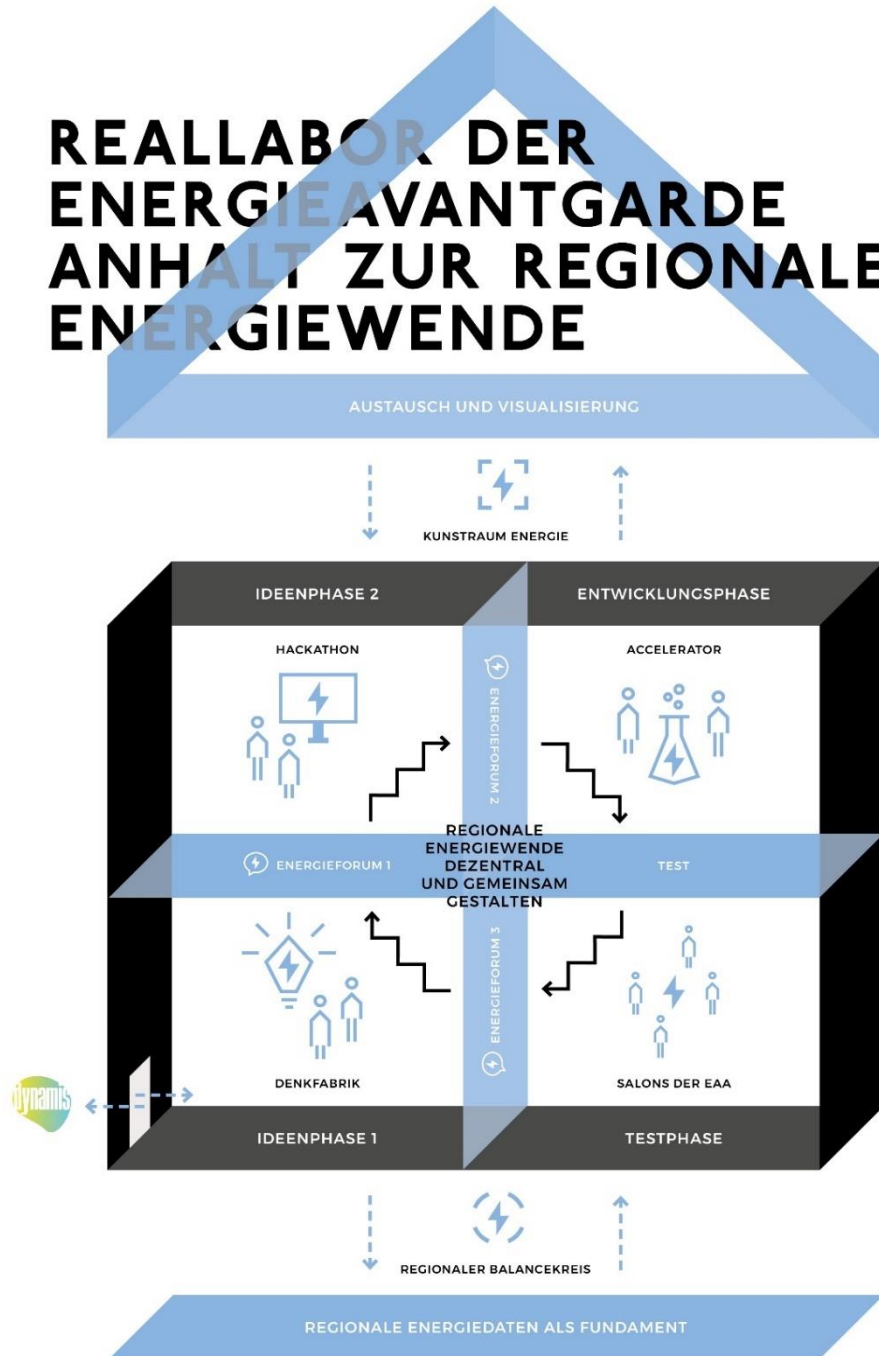 REALLABOR DER
ENERGIEAVANTGARDE
ANHALT ZUR REGIONALE
ENERGIEWENDE
AUSTAUSCH UND VISUALISIERUNG
KUNSTRAUM ENERGIE
IDEENPHASE 2
ENTWICKLUNGSPHASE
HACKATHON
ACCELERATOR
ENERGIEFORUM 2
ENERGIEFORUM 1
REGIONALE
ENERGIEWENDE
DEZENTRAL
UND GEMEINSAM
GESTALTEN
TEST
ENERGIEFORUM 3
DENKFABRIK
SALONS DER EAA
dynamis
IDEENPHASE 1
TESTPHASE
REGIONALER BALANCEKREIS
REGIONALE ENERGIEDATEN ALS FUNDAMENT